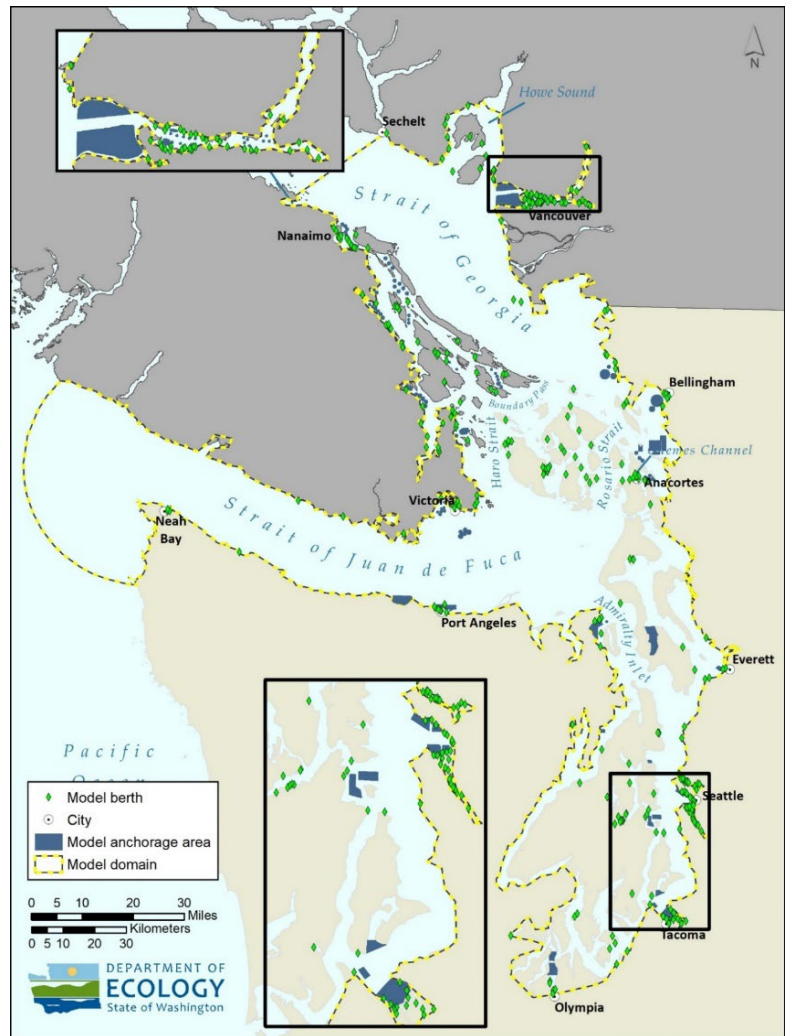 N
Howe Sound
Sechelt
Vancouver
Strait of Georgia
Nanaimo
Bellingham
Boundary Pass
Haro Strait
Rosario Strait
Channel
Anacortes
Victoria
Neah
Bay
Strait of Juan de Fuca
Port Angeles
Admiralty Inlet
Everett
Pacific
Seattle
Tacoma
Olympia
Model berth
City
Model anchorage area
Model domain
0 5 10 20 30
Miles
Kilometers
0 5 10 20 30
DEPARTMENT OF
ECOLOGY
State of Washington